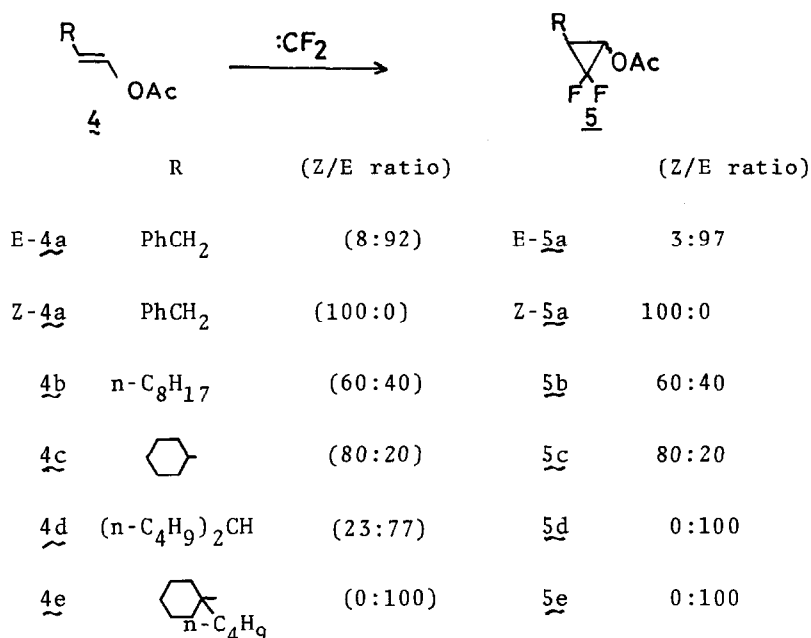 R :CF2 R
OAc OAc
F F
4 5
R (Z/E ratio) (Z/E ratio)
E-4a PhCH2 (8:92) E-5a 3:97
Z-4a PhCH2 (100:0) Z-5a 100:0
4b n-C8H17 (60:40) 5b 60:40
4c (80:20) 5c 80:20
4d (n-C4H9)2CH (23:77) 5d 0:100
4e (0:100) 5e 0:100
n-C4H9